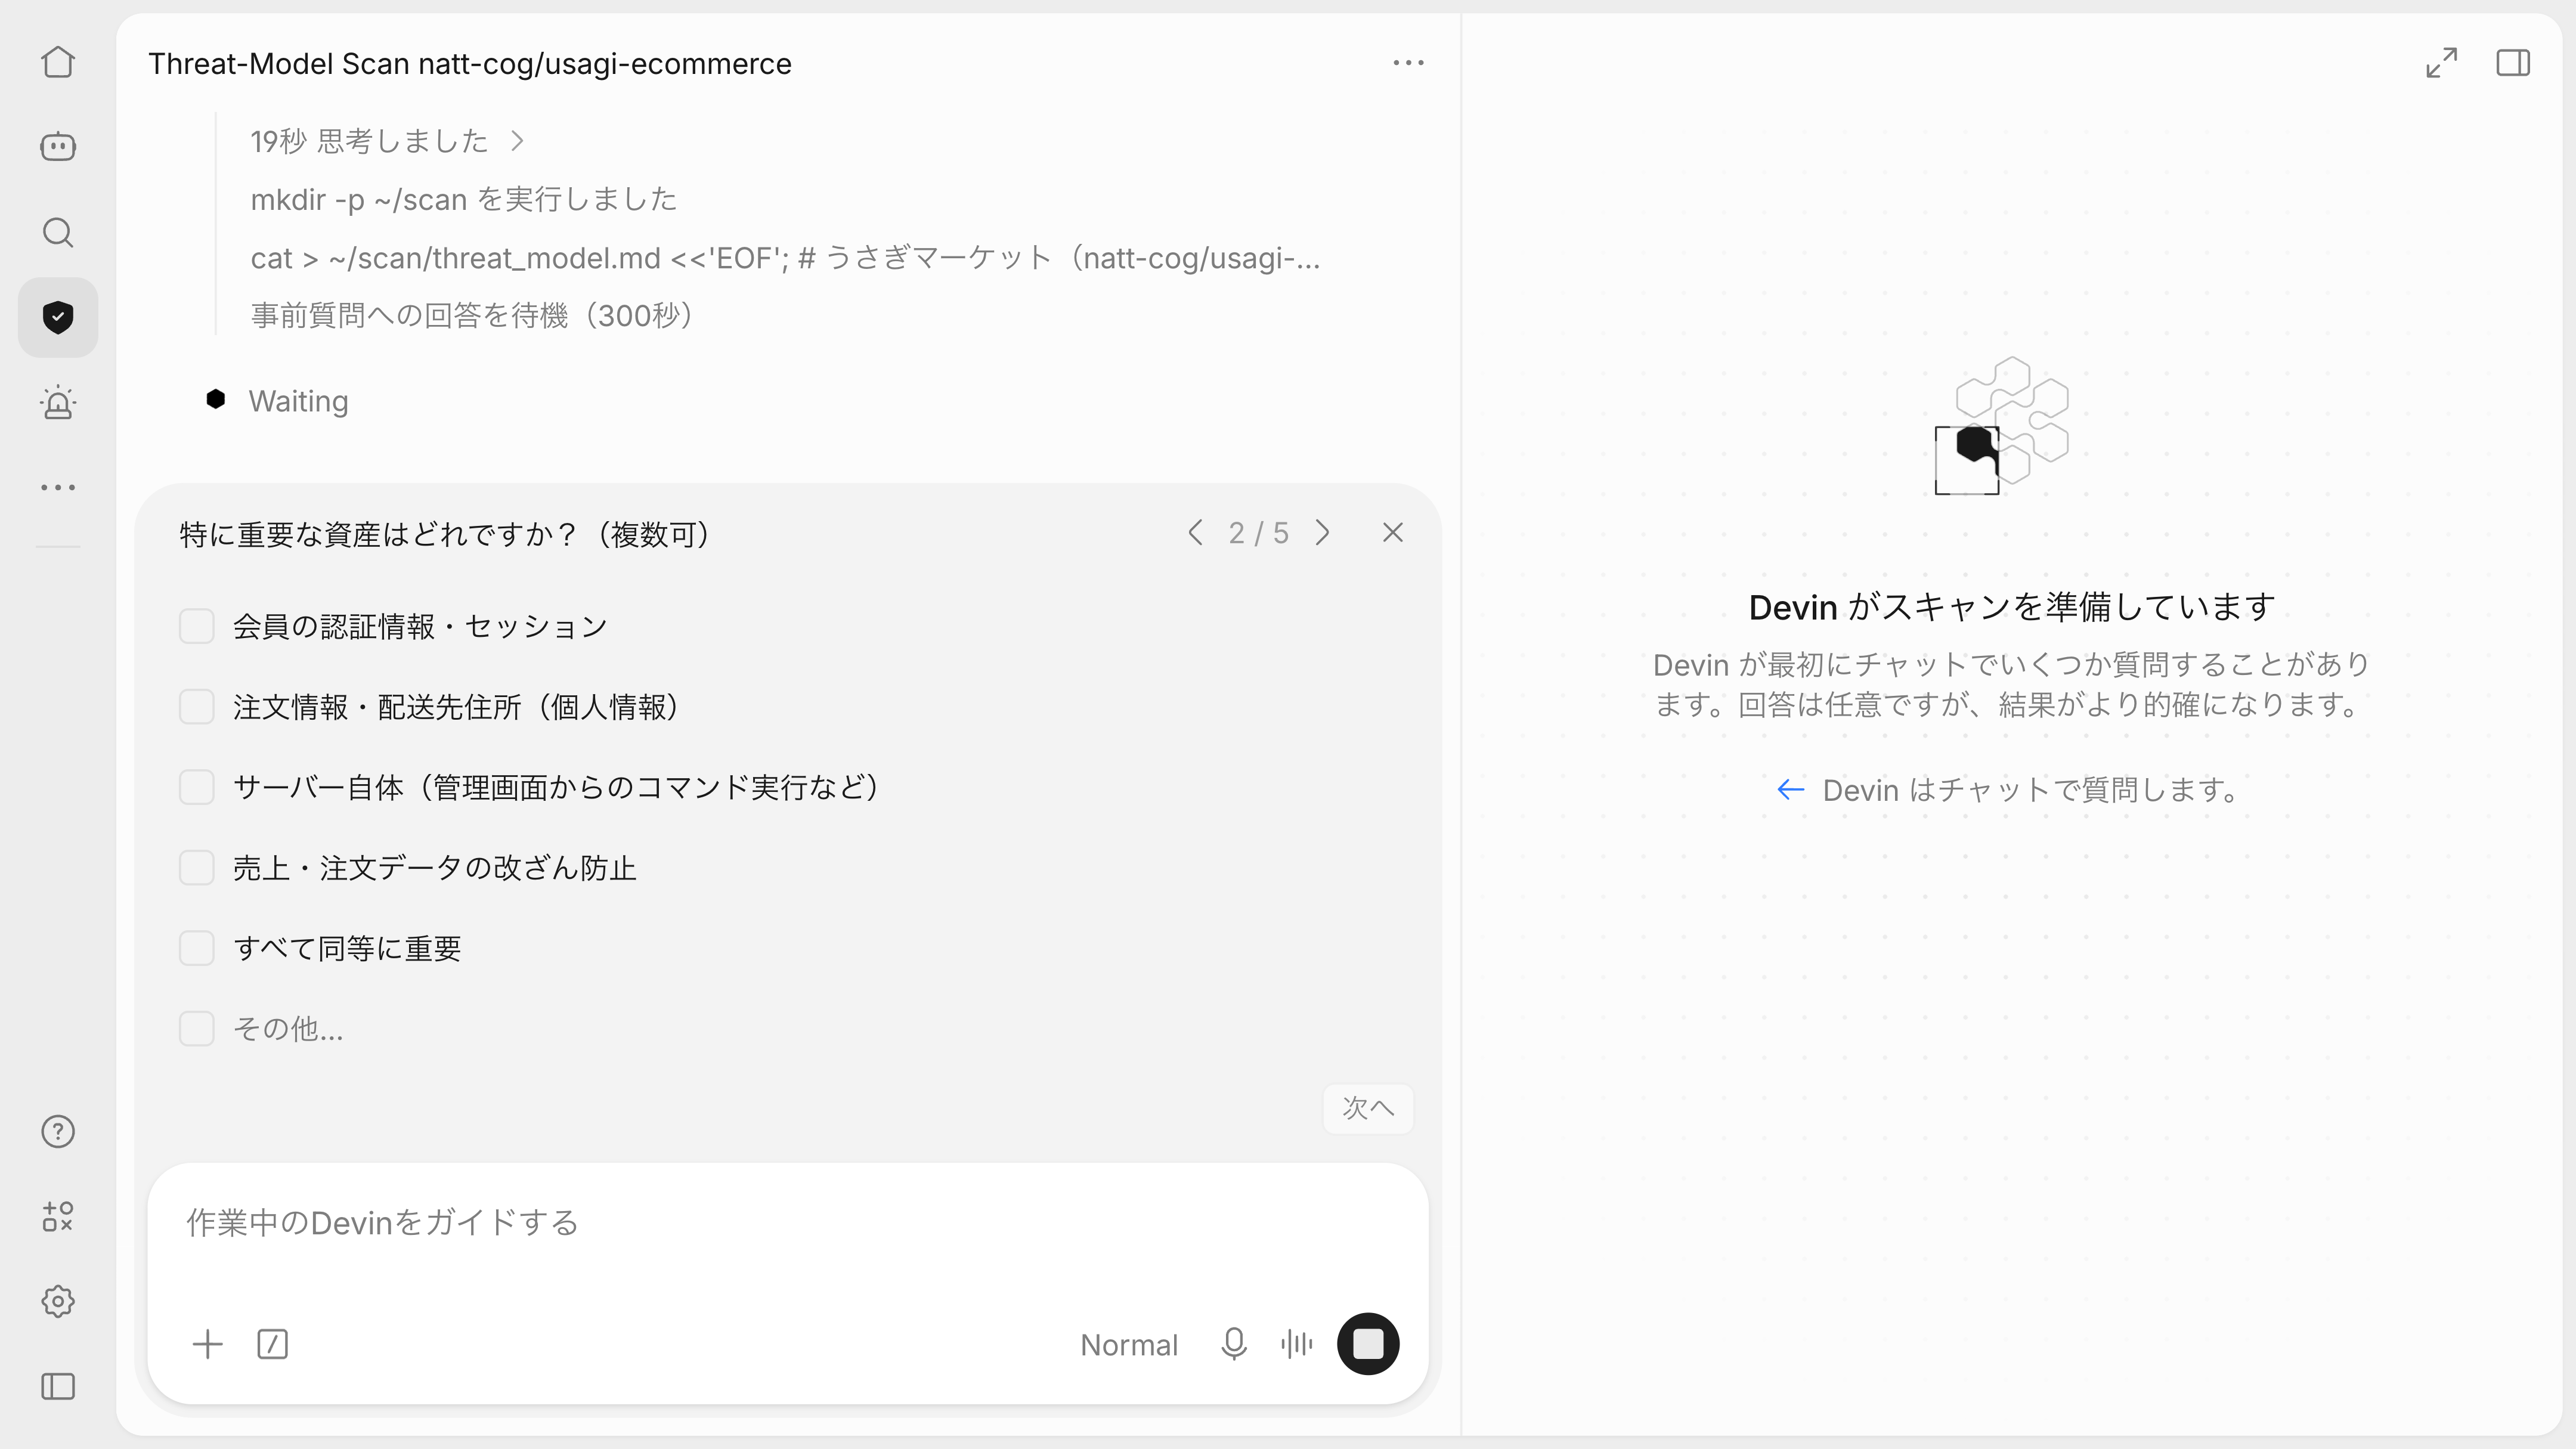 Threat-Model Scan natt-cog/usagi-ecommerce
19秒 思考しました
mkdir -p ~/scan を実行しました
cat > ~/scan/threat_model.md <<'EOF'; # うさぎマーケット（natt-cog/usagi-...
事前質問への回答を待機（300秒）
Waiting
特に重要な資産はどれですか？（複数可）
2 / 5
会員の認証情報・セッション
注文情報・配送先住所（個人情報）
サーバー自体（管理画面からのコマンド実行など）
売上・注文データの改ざん防止
すべて同等に重要
その他...
次へ
作業中のDevinをガイドする
Normal
Devin がスキャンを準備しています
Devin が最初にチャットでいくつか質問することがあり
ます。回答は任意ですが、結果がより的確になります。
Devin はチャットで質問します。